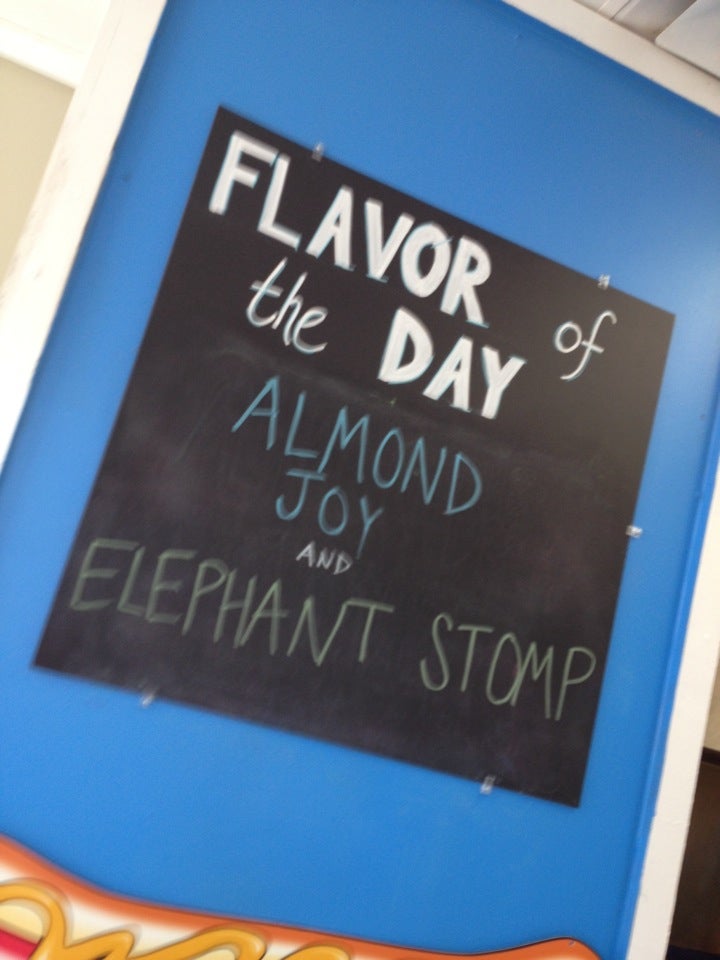 FLAVOR of
the DAY
ALMOND
JOY
AND
ELEPHANT STOMP